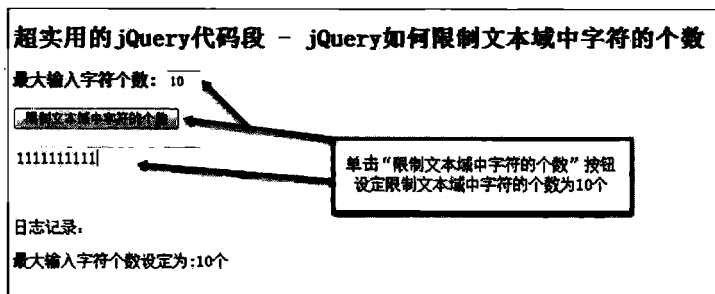 超实用的jQuery代码段 - jQuery如何限制文本域中字符的个数
最大输入字符个数: 10
限制文本域中字符的个数
1111111111
单击“限制文本域中字符的个数”按钮
设定限制文本域中字符的个数为10个
日志记录:
最大输入字符个数设定为:10个